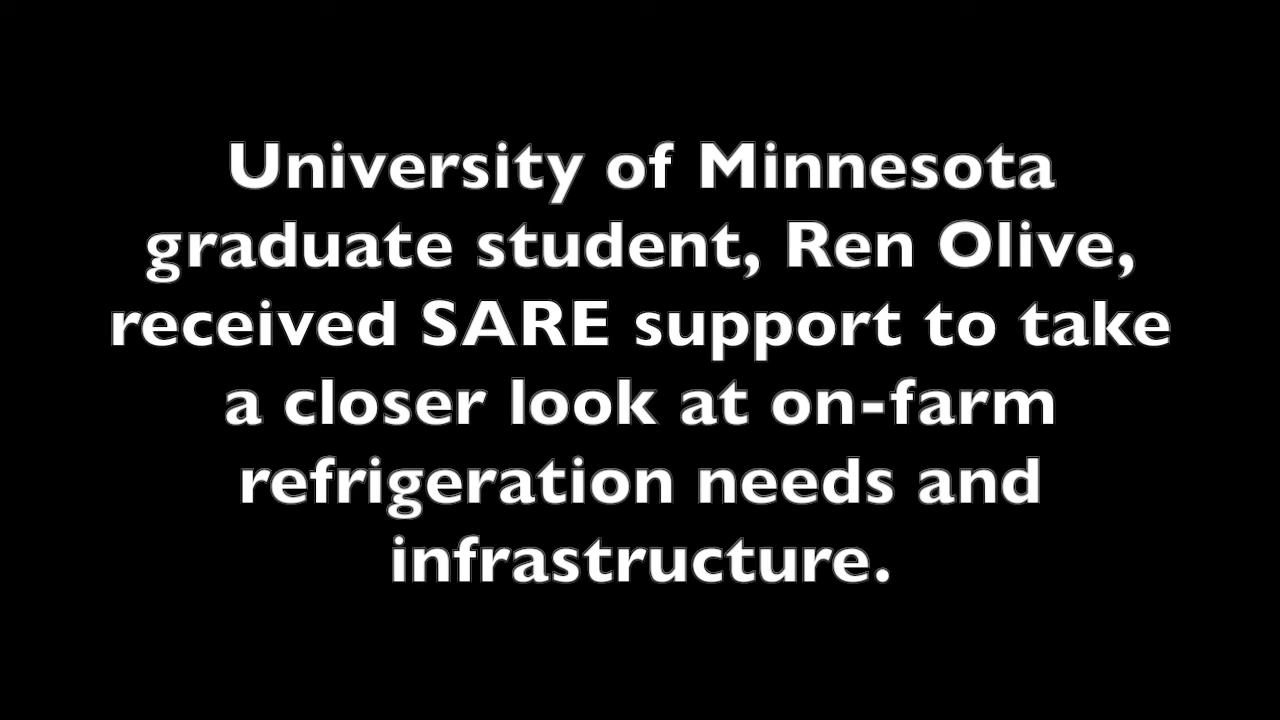 University of Minnesota
graduate student, Ren Olive,
received SARE support to take
a closer look at on-farm
refrigeration needs and
infrastructure.